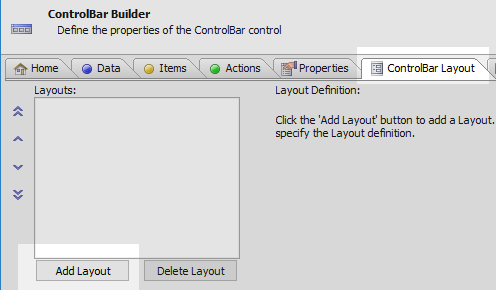 ControlBar Builder
Define the properties of the ControlBar control
Home Data Items Actions Properties ControlBar Layout
Layouts:
Layout Definition:
Click the 'Add Layout' button to add a Layout.
specify the Layout definition.
Add Layout Delete Layout